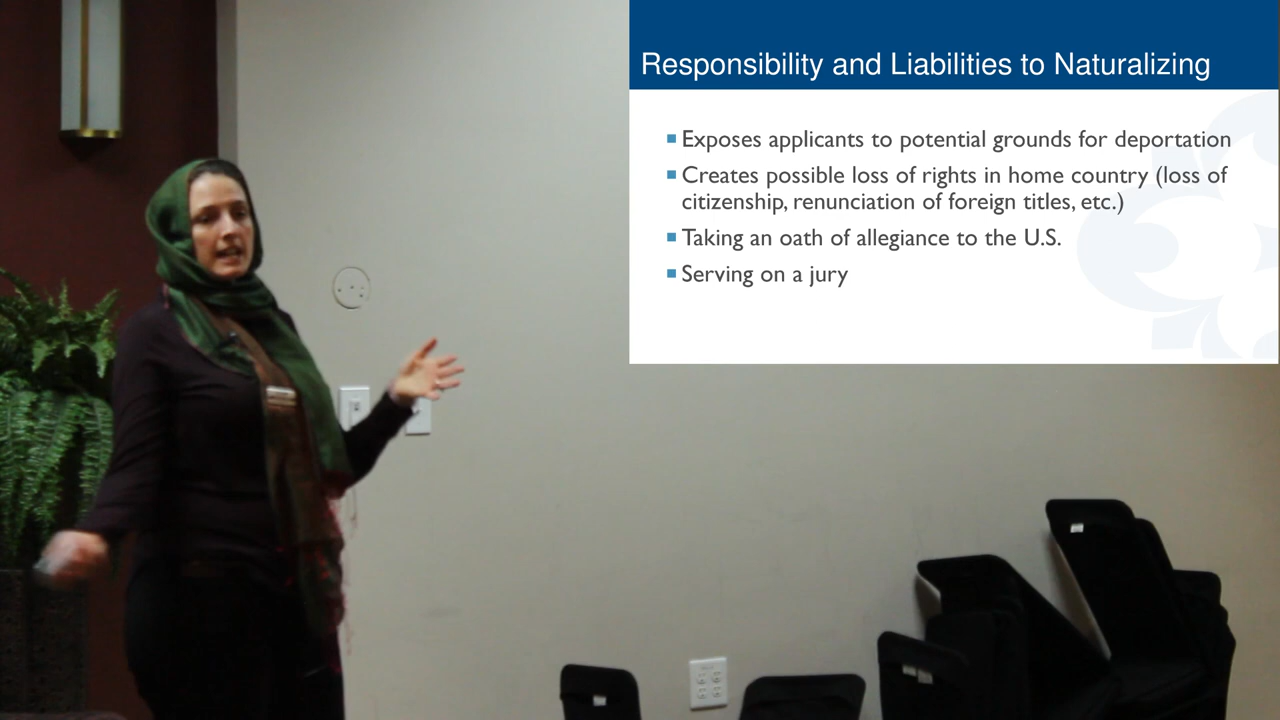 Responsibility and Liabilities to Naturalizing
Exposes applicants to potential grounds for deportation
Creates possible loss of rights in home country (loss of
citizenship, renunciation of foreign titles, etc.)
Taking an oath of allegiance to the U.S.
Serving on a jury